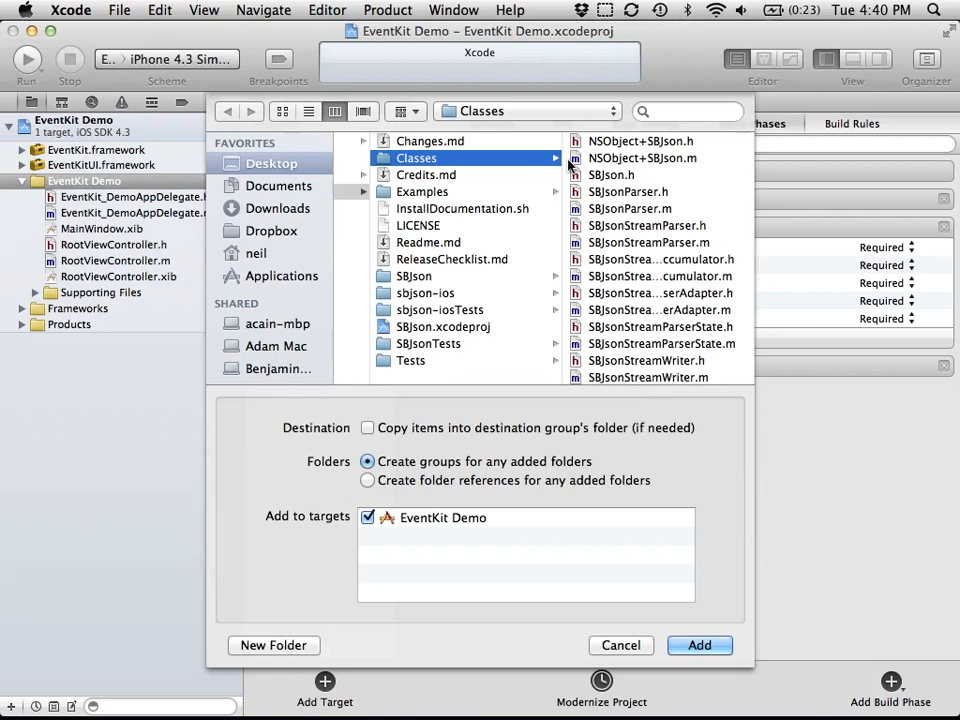 Xcode File Edit View Navigate Editor Product Window Help (0:23) Tue 4:40 PM
EventKit Demo – EventKit Demo.xcodeproj
Run Stop E.. iPhone 4.3 Sim... Scheme Breakpoints Xcode Editor View Organizer
EventKit Demo
1 target, iOS SDK 4.3
EventKit.framework
EventKitUI.framework
EventKit Demo
EventKit_DemoAppDelegate.h
EventKit_DemoAppDelegate.m
MainWindow.xib
RootViewController.h
RootViewController.m
RootViewController.xib
Supporting Files
Frameworks
Products
Classes
FAVORITES
Desktop
Documents
Downloads
Dropbox
neil
Applications
SHARED
acain-mbp
Adam Mac
Benjamin...
Changes.md
Classes
Credits.md
Examples
InstallDocumentation.sh
LICENSE
Readme.md
ReleaseChecklist.md
SBJson
sbjson-ios
sbjson-iosTests
SBJson.xcodeproj
SBJsonTests
Tests
NSObject+SBJson.h
NSObject+SBJson.m
SBJson.h
SBJsonParser.h
SBJsonParser.m
SBJsonStreamParser.h
SBJsonStreamParser.m
SBJsonStrea...ccumulator.h
SBJsonStrea...cumulator.m
SBJsonStrea...serAdapter.h
SBJsonStrea...erAdapter.m
SBJsonStreamParserState.h
SBJsonStreamParserState.m
SBJsonStreamWriter.h
SBJsonStreamWriter.m
hases Build Rules
Required
Required
Required
Required
Required
Destination Copy items into destination group's folder (if needed)
Folders Create groups for any added folders
Create folder references for any added folders
Add to targets EventKit Demo
New Folder Cancel Add
Add Target Modernize Project Add Build Phase